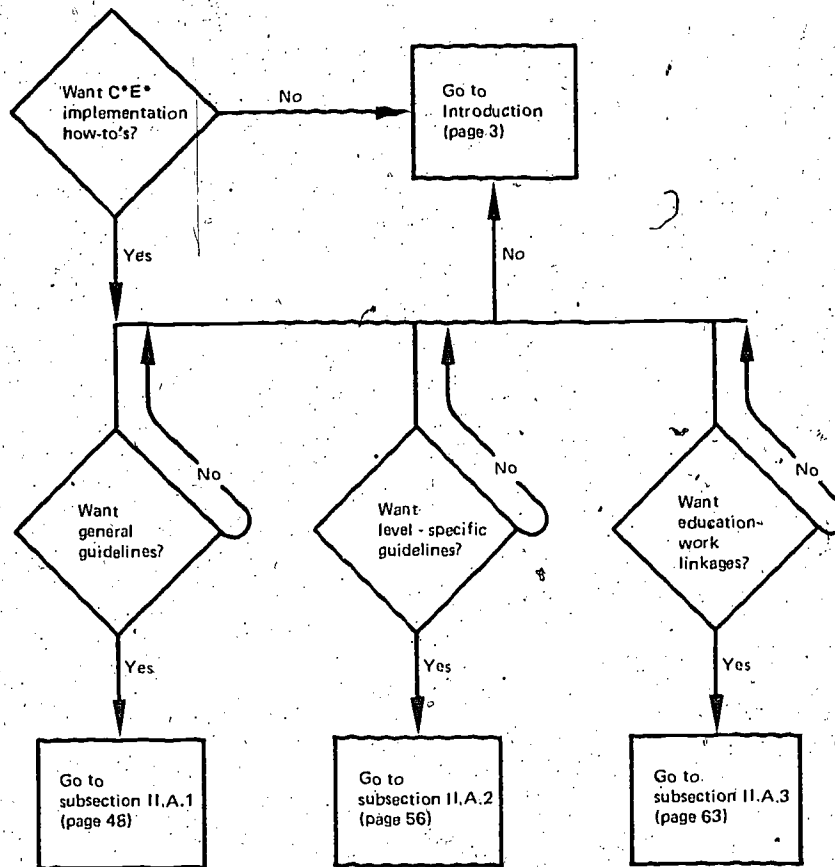 Want C*E*
implementation
how-to's?
No
Go to
Introduction
(page 3)
Yes
No
No
No
No
Want
general
guidelines?
Want
level-specific
guidelines?
Want
education-
work
linkages?
Yes
Yes
Yes
Go to
subsection II.A.1
(page 48)
Go to
subsection II.A.2
(page 56)
Go to
subsection II.A.3
(page 63)